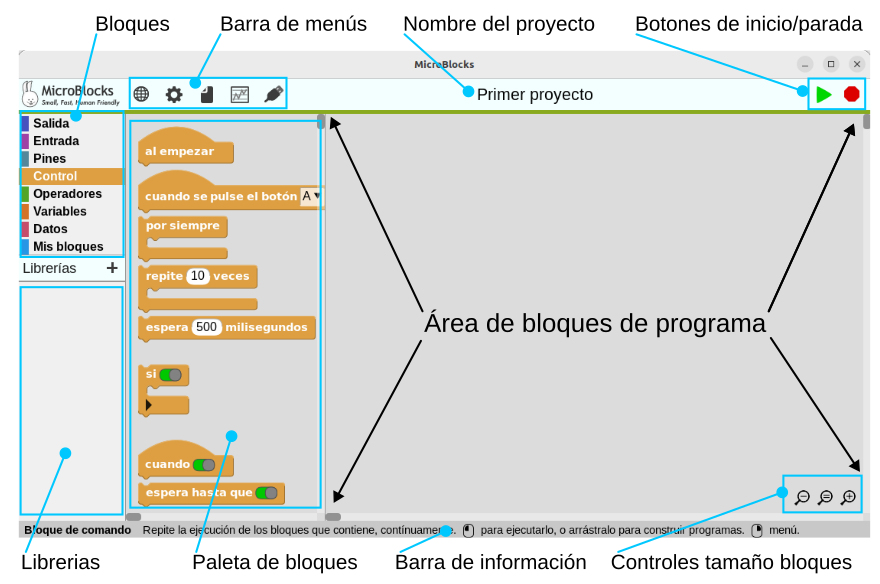 Bloques
Barra de menús
Nombre del proyecto
Botones de inicio/parada
MicroBlocks
MicroBlocks
Small, Fast, Human Friendly
Primer proyecto
Salida
Entrada
Pines
Control
Operadores
Variables
Datos
Mis bloques
Librerías +
al empezar
cuando se pulse el botón A
por siempre
repite 10 veces
espera 500 milisegundos
si
cuando
espera hasta que
Área de bloques de programa
Bloque de comando Repite la ejecución de los bloques que contiene, contínuamente. para ejecutarlo, o arrástralo para construir programas. menú.
Librerias
Paleta de bloques
Barra de información
Controles tamaño bloques